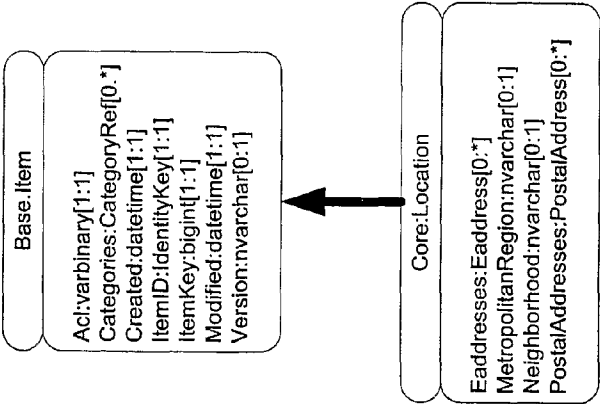 Base.Item
Acl:varbinary[1:1]
Categories:CategoryRef[0.*]
Created:datetime[1:1]
ItemID:IdentityKey[1:1]
ItemKey:bigint[1:1]
Modified:datetime[1:1]
Version:nvarchar[0:1]
Core:Location
Eaddresses:Eaddress[0:*]
MetropolitanRegion:nvarchar[0:1]
Neighborhood:nvarchar[0:1]
PostalAddresses:PostalAddress[0:*]